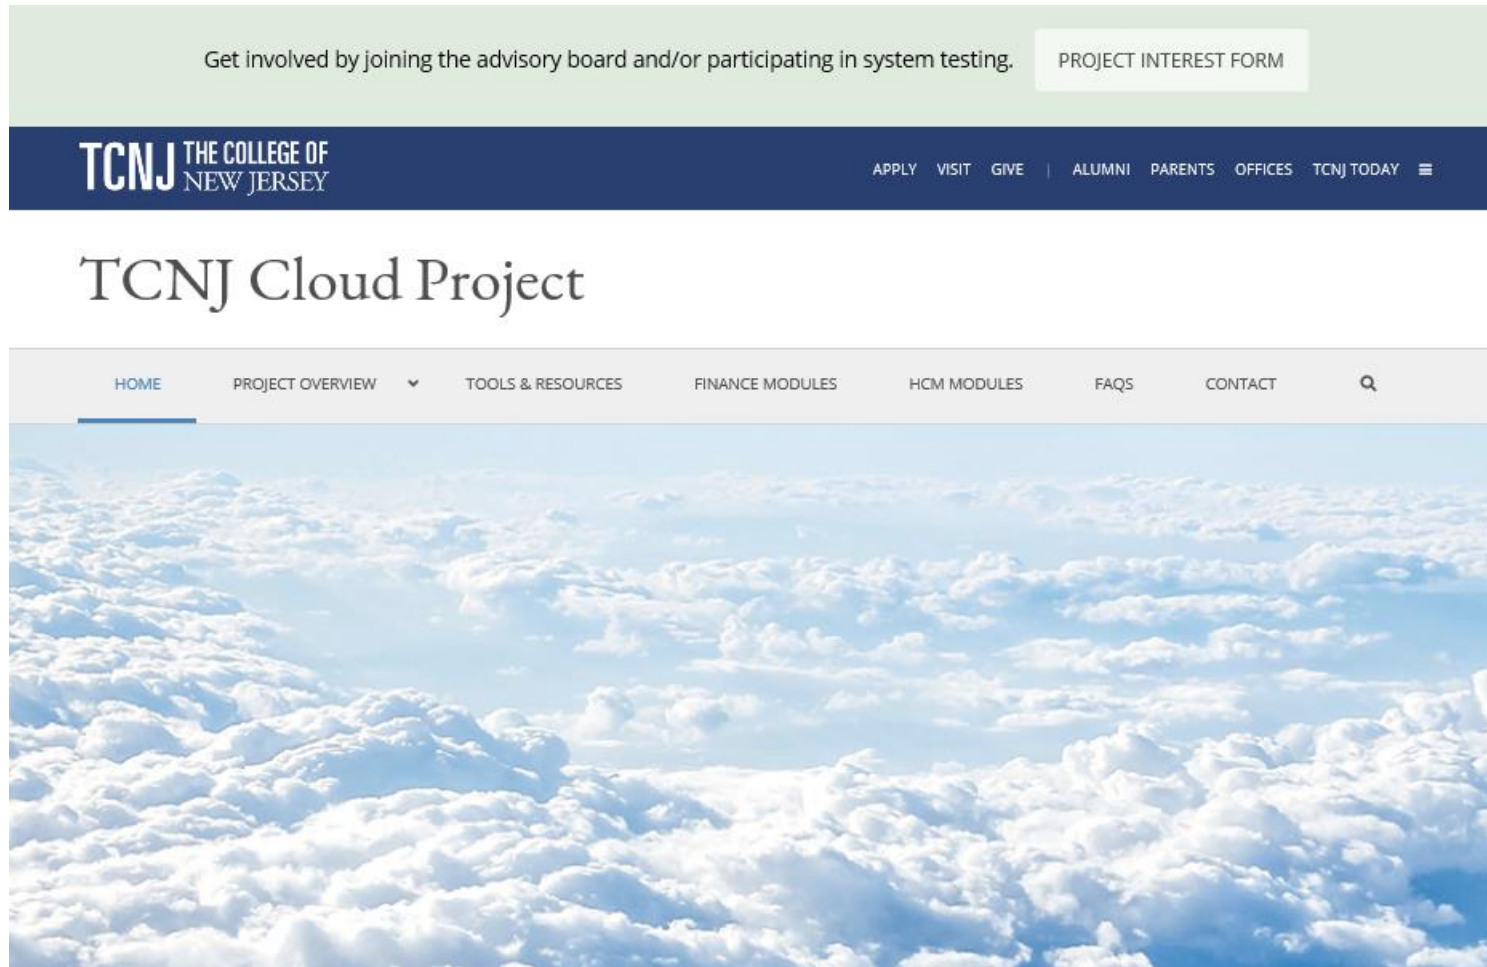 Get involved by joining the advisory board and/or participating in system testing. PROJECT INTEREST FORM
TCNJ THE COLLEGE OF
NEW JERSEY
APPLY VISIT GIVE | ALUMNI PARENTS OFFICES TCNJ TODAY
TCNJ Cloud Project
HOME PROJECT OVERVIEW TOOLS & RESOURCES FINANCE MODULES HCM MODULES FAQS CONTACT